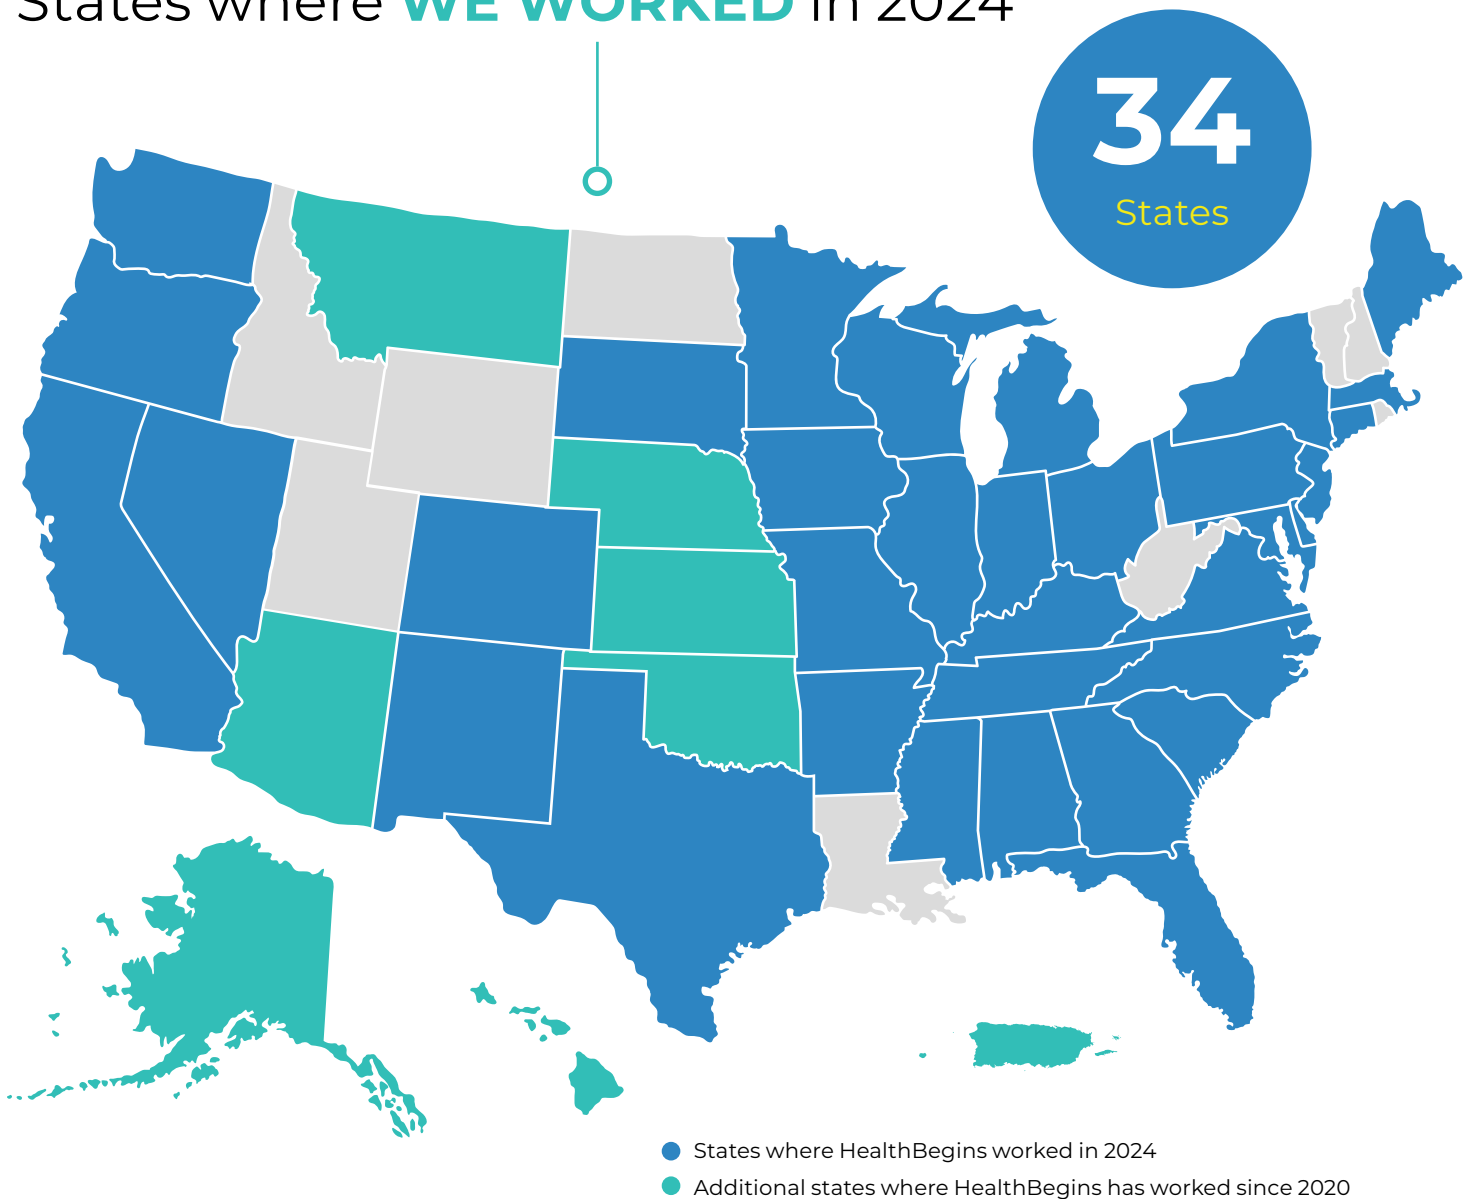 States where WE WORKED in 2024
34
States
States where HealthBegins worked in 2024
Additional states where HealthBegins has worked since 2020